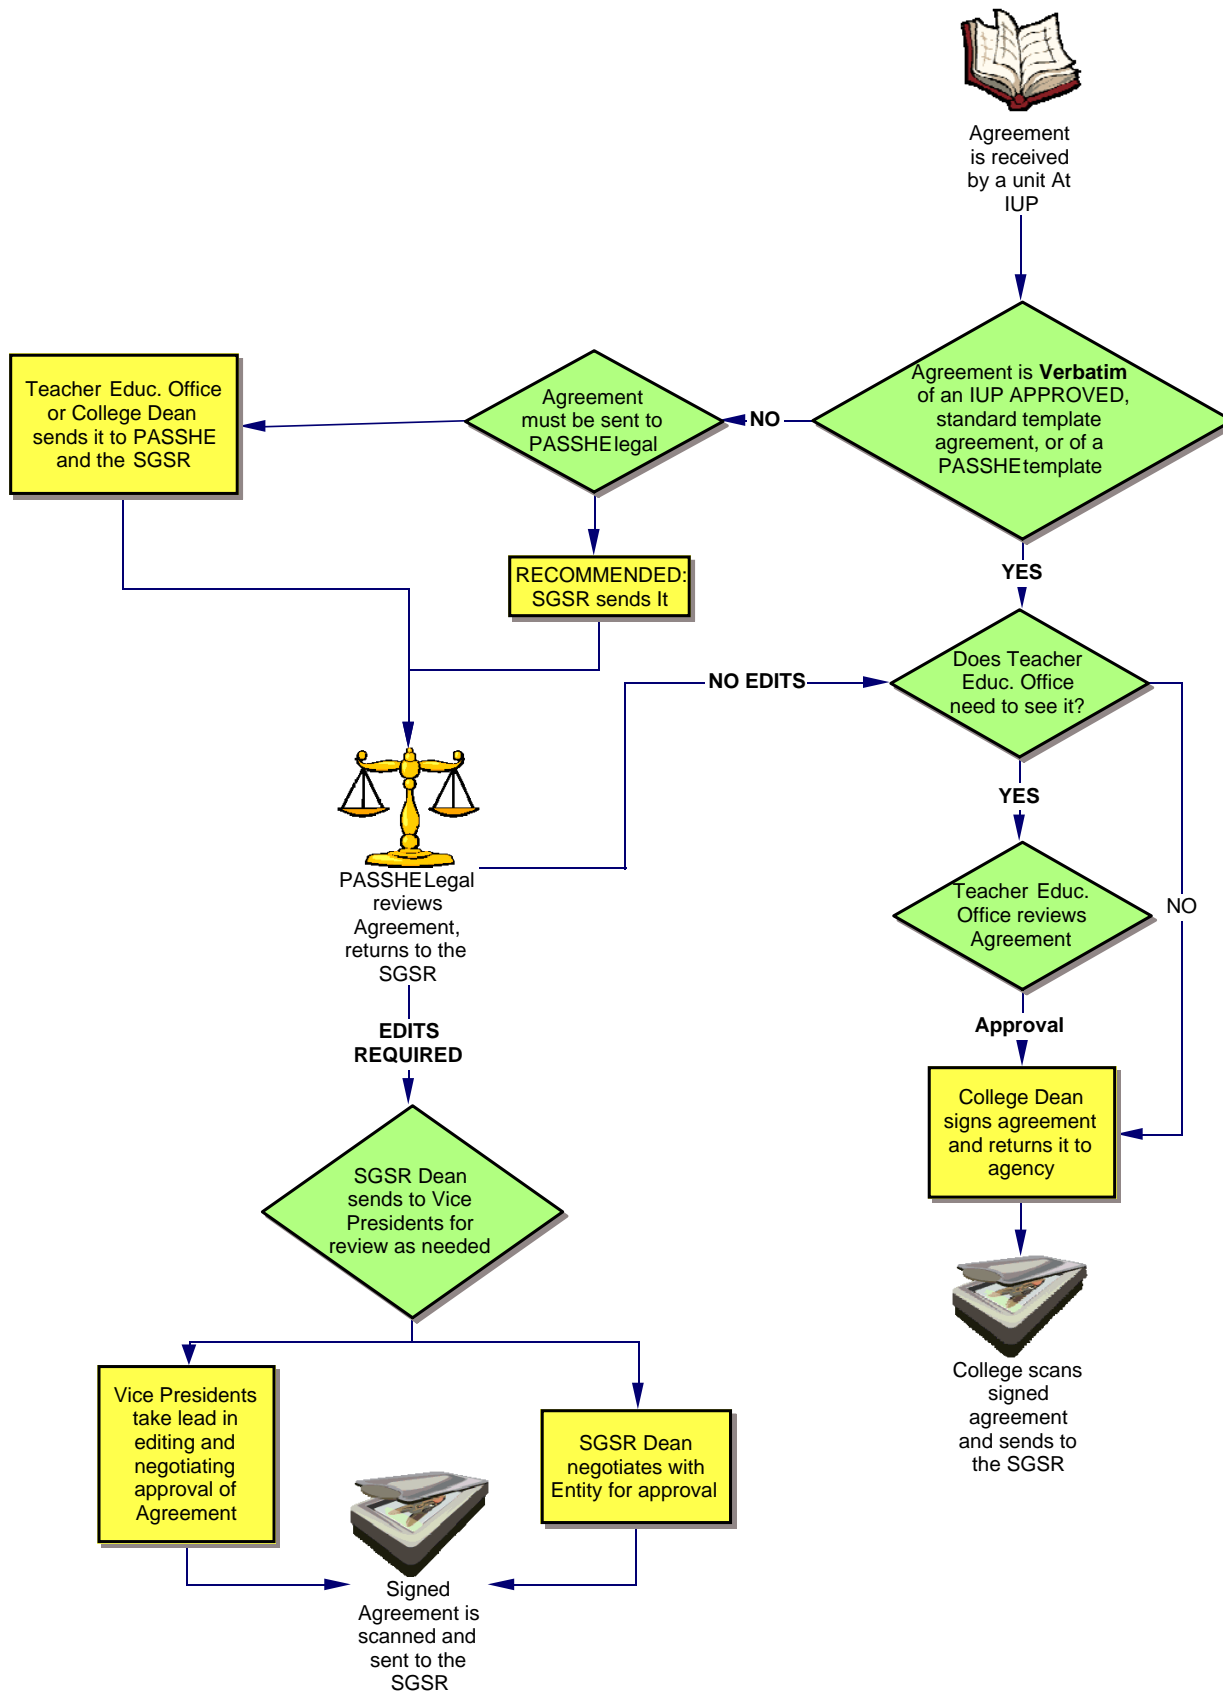 Agreement
is received
by a unit At
IUP
Agreement is Verbatim
of an IUP APPROVED,
standard template
agreement, or of a
PASSHE template
NO
Agreement
must be sent to
PASSHE legal
Teacher Educ. Office
or College Dean
sends it to PASSHE
and the SGSR
RECOMMENDED:
SGSR sends It
YES
Does Teacher
Educ. Office
need to see it?
NO EDITS
YES
NO
PASSHE Legal
reviews
Agreement,
returns to the
SGSR
Teacher Educ.
Office reviews
Agreement
Approval
EDITS
REQUIRED
College Dean
signs agreement
and returns it to
agency
SGSR Dean
sends to Vice
Presidents for
review as needed
College scans
signed
agreement
and sends to
the SGSR
Vice Presidents
take lead in
editing and
negotiating
approval of
Agreement
SGSR Dean
negotiates with
Entity for approval
Signed
Agreement is
scanned and
sent to the
SGSR